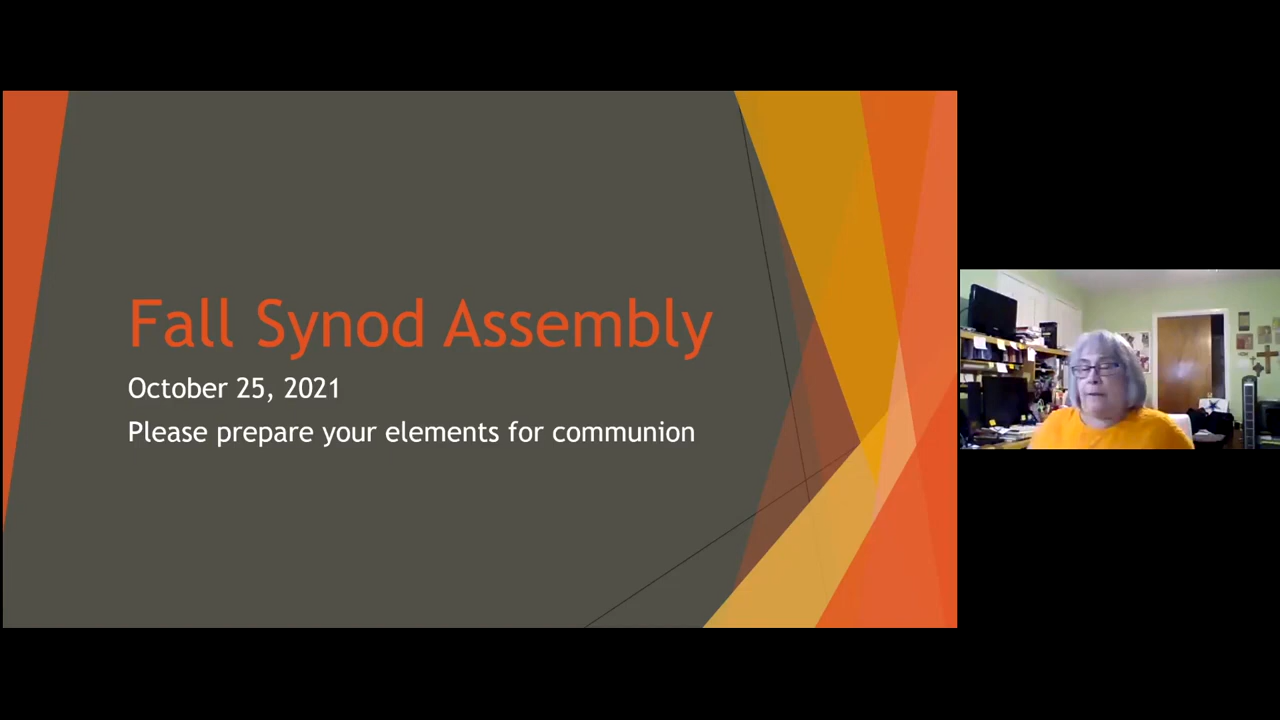 Fall Synod Assembly
October 25, 2021
Please prepare your elements for communion